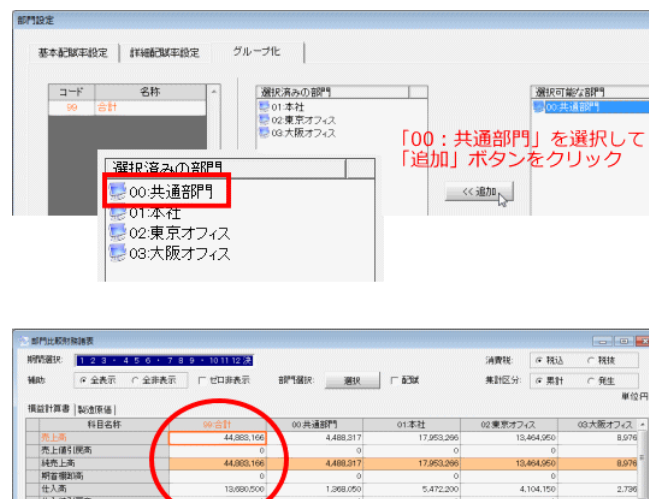 部門設定
基本配賦率設定 詳細配賦率設定 グループ化
コード 名称 選択済みの部門 選択可能な部門
99 合計 01:本社 00:共通部門
02:東京オフィス
03:大阪オフィス
「00：共通部門」を選択して
「追加」ボタンをクリック
選択済みの部門
00:共通部門
<< 追加
01:本社
02:東京オフィス
03:大阪オフィス
部門比較財務諸表
期間選択: 1 2 3 ・ 4 5 6 ・ 7 8 9 ・ 10 11 12 決 消費税: 税込 税抜
補助: 全表示 全非表示 ゼロ非表示 部門選択: 選択 配賦 集計区分: 累計 発生
単位:円
損益計算書 製造原価
科目名称 99:合計 00:共通部門 01:本社 02:東京オフィス 03:大阪オフィス
売上高 44,883,166 4,488,317 17,953,266 13,464,950 8,976
売上値引戻高 0 0 0 0
純売上高 44,883,166 4,488,317 17,953,266 13,464,950 8,976
期首棚卸高 0 0 0 0
仕入高 13,680,500 1,368,050 5,472,200 4,104,150 2,736